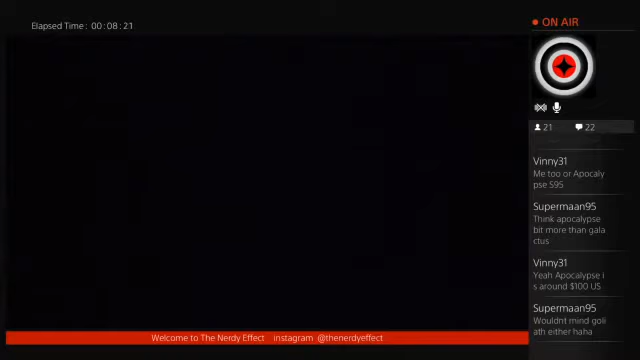 Elapsed Time: 00:08:21
ON AIR
21 22
Vinny31
Me too or Apocaly
pse S95
Supermaan95
Think apocalypse
bit more than gala
ctus
Vinny31
Yeah Apocalypse i
s around $100 US
Supermaan95
Wouldnt mind goli
ath either haha
Welcome to The Nerdy Effect instagram @thenerdyeffect